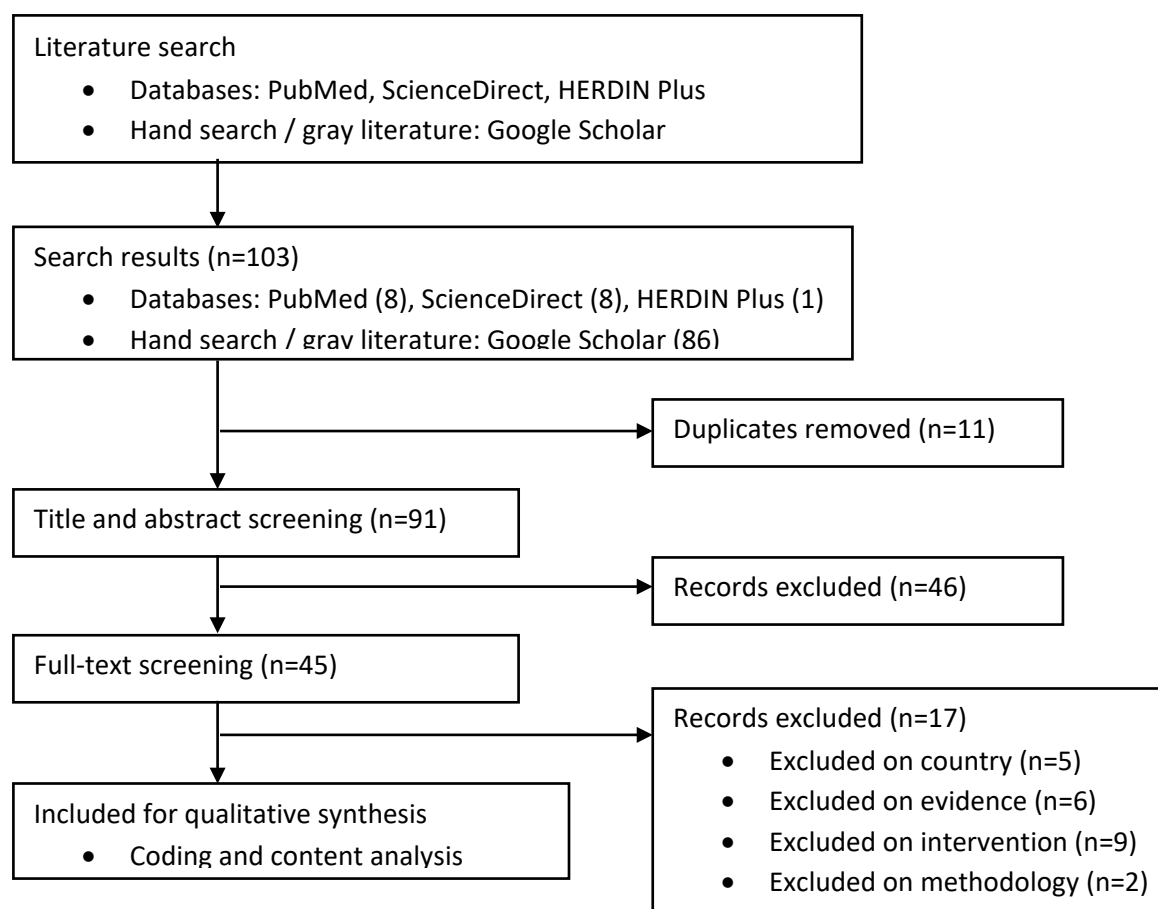 Literature search
• Databases: PubMed, ScienceDirect, HERDIN Plus
• Hand search / gray literature: Google Scholar
Search results (n=103)
• Databases: PubMed (8), ScienceDirect (8), HERDIN Plus (1)
• Hand search / gray literature: Google Scholar (86)
Duplicates removed (n=11)
Title and abstract screening (n=91)
Records excluded (n=46)
Full-text screening (n=45)
Records excluded (n=17)
• Excluded on country (n=5)
• Excluded on evidence (n=6)
• Excluded on intervention (n=9)
• Excluded on methodology (n=2)
Included for qualitative synthesis
• Coding and content analysis